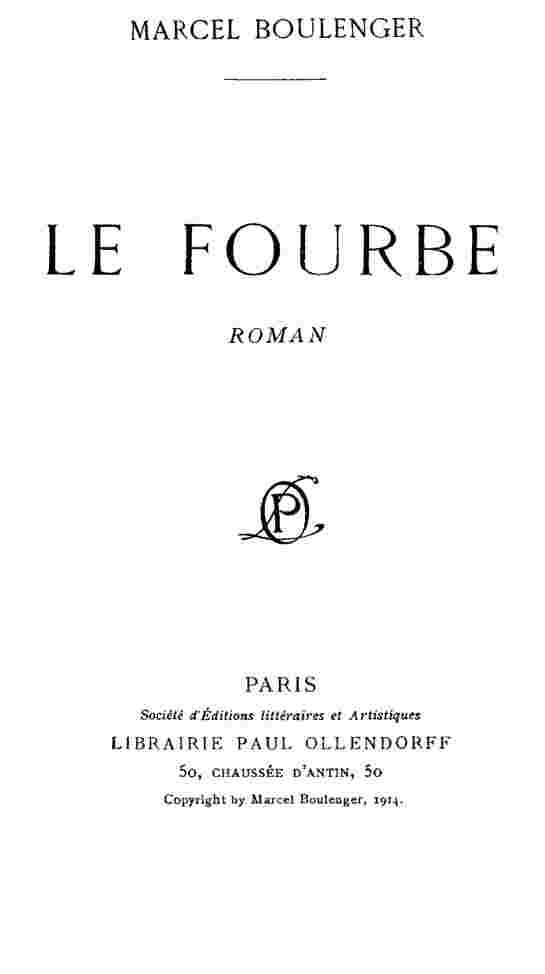 MARCEL BOULENGER
LE FOURBE
ROMAN
PARIS
Société d'Éditions littéraires et Artistiques
LIBRAIRIE PAUL OLLENDORFF
50, CHAUSSÉE D'ANTIN, 50
Copyright by Marcel Boulenger, 1914.